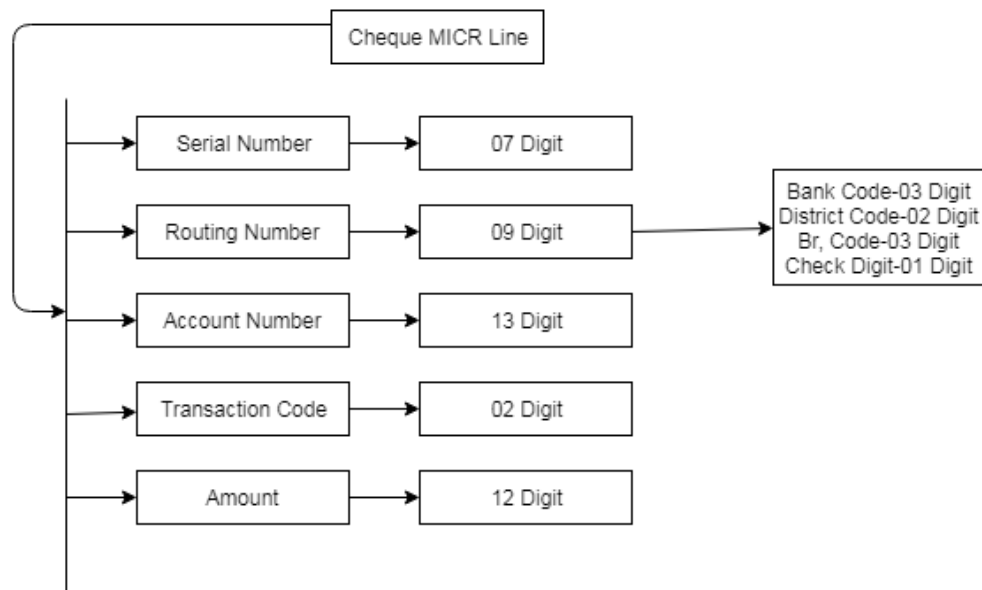 Cheque MICR Line
Serial Number
07 Digit
Routing Number
09 Digit
Bank Code-03 Digit
District Code-02 Digit
Br, Code-03 Digit
Check Digit-01 Digit
Account Number
13 Digit
Transaction Code
02 Digit
Amount
12 Digit